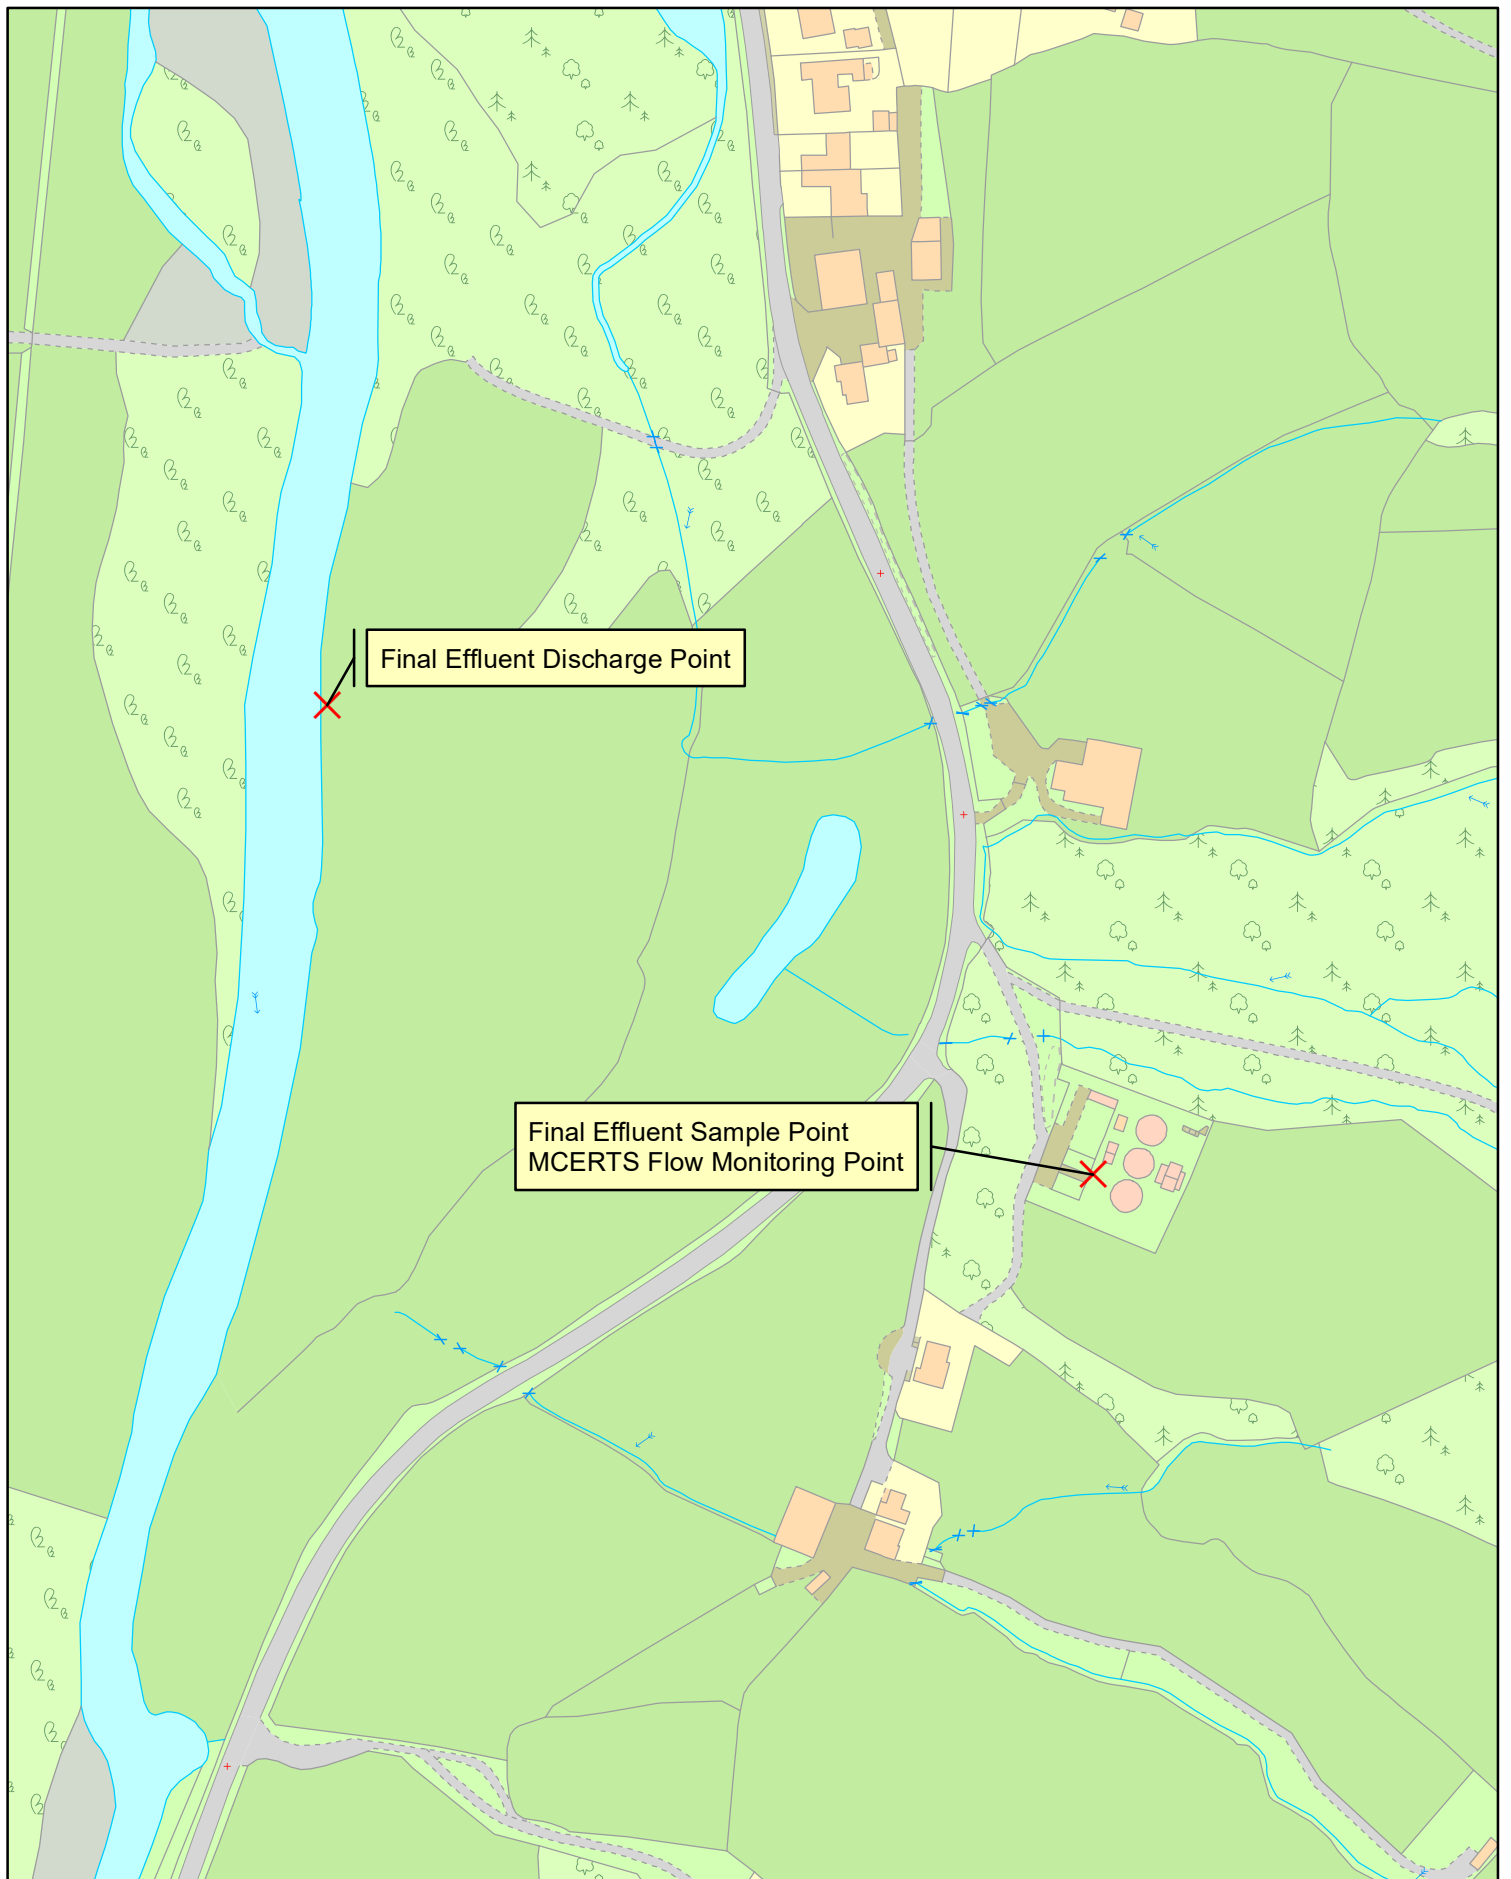 Final Effluent Discharge Point
Final Effluent Sample Point
MCERTS Flow Monitoring Point